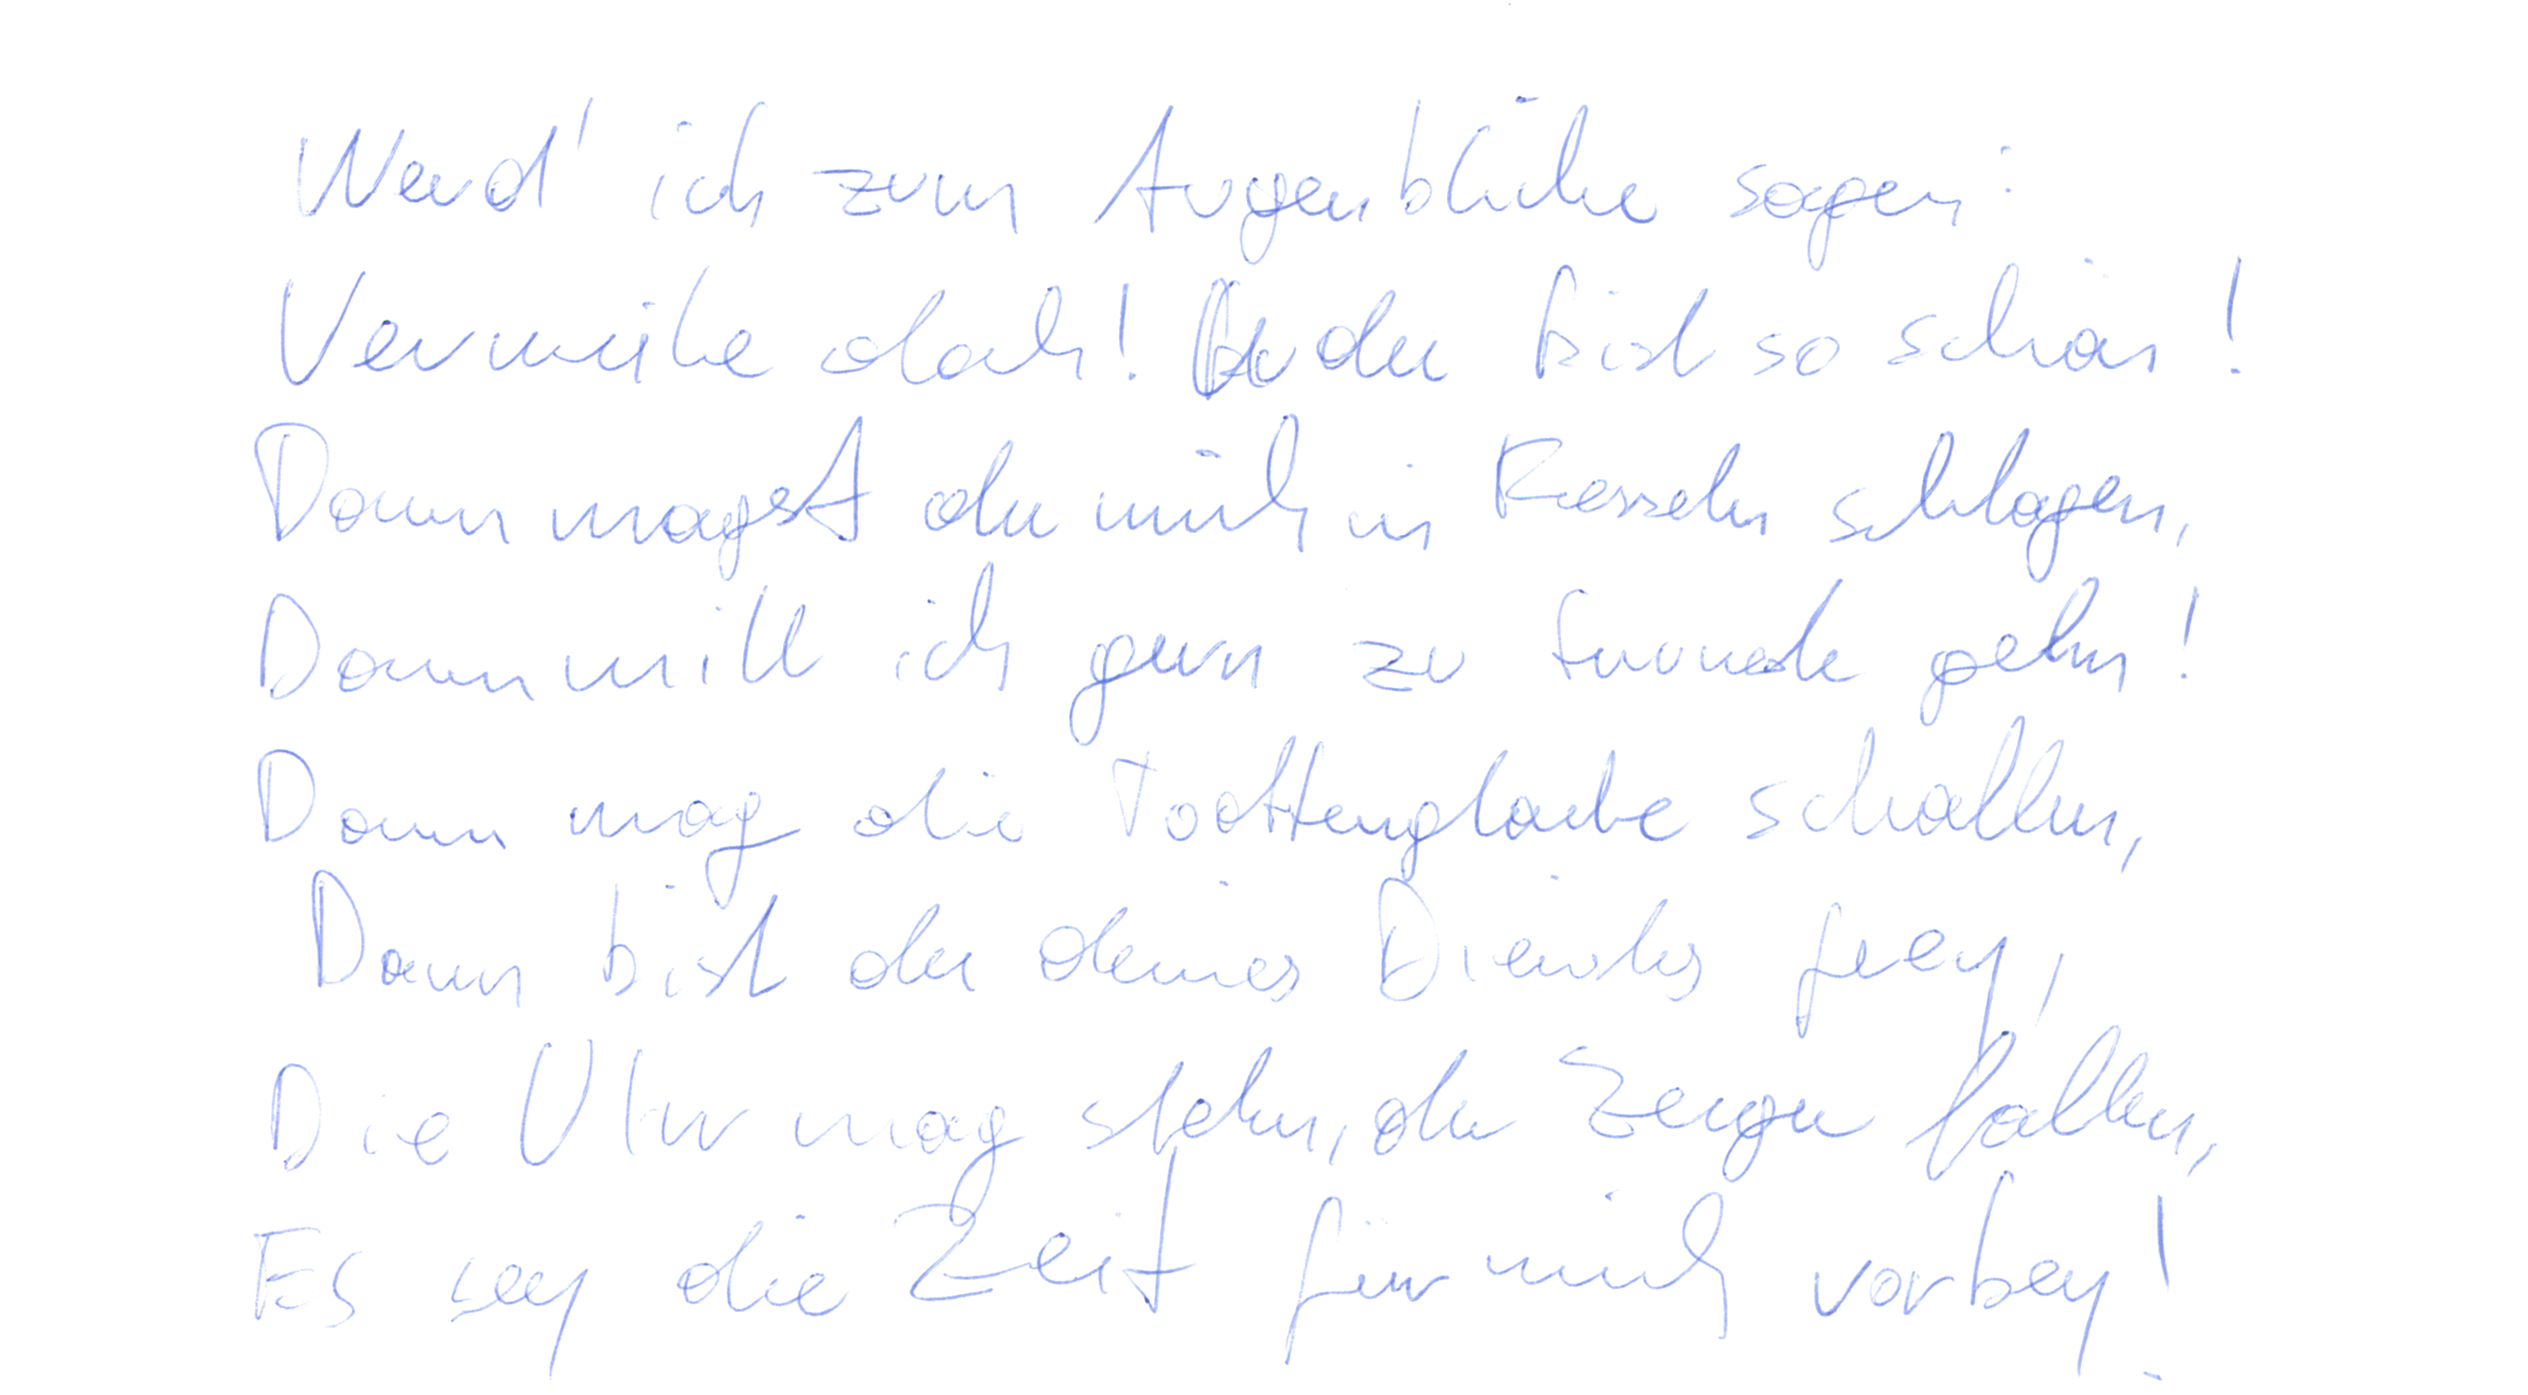 Werd' ich zum Augenblicke sagen:
Verweile doch! du bist so schön!
Dann magst du mich in Fesseln schlagen,
Dann will ich gern zu Grunde gehn!
Dann mag die Todtenglocke schallen,
Dann bist du deines Dienstes frey,
Die Uhr mag stehn, der Zeiger fallen,
Es sey die Zeit für mich vorbey!